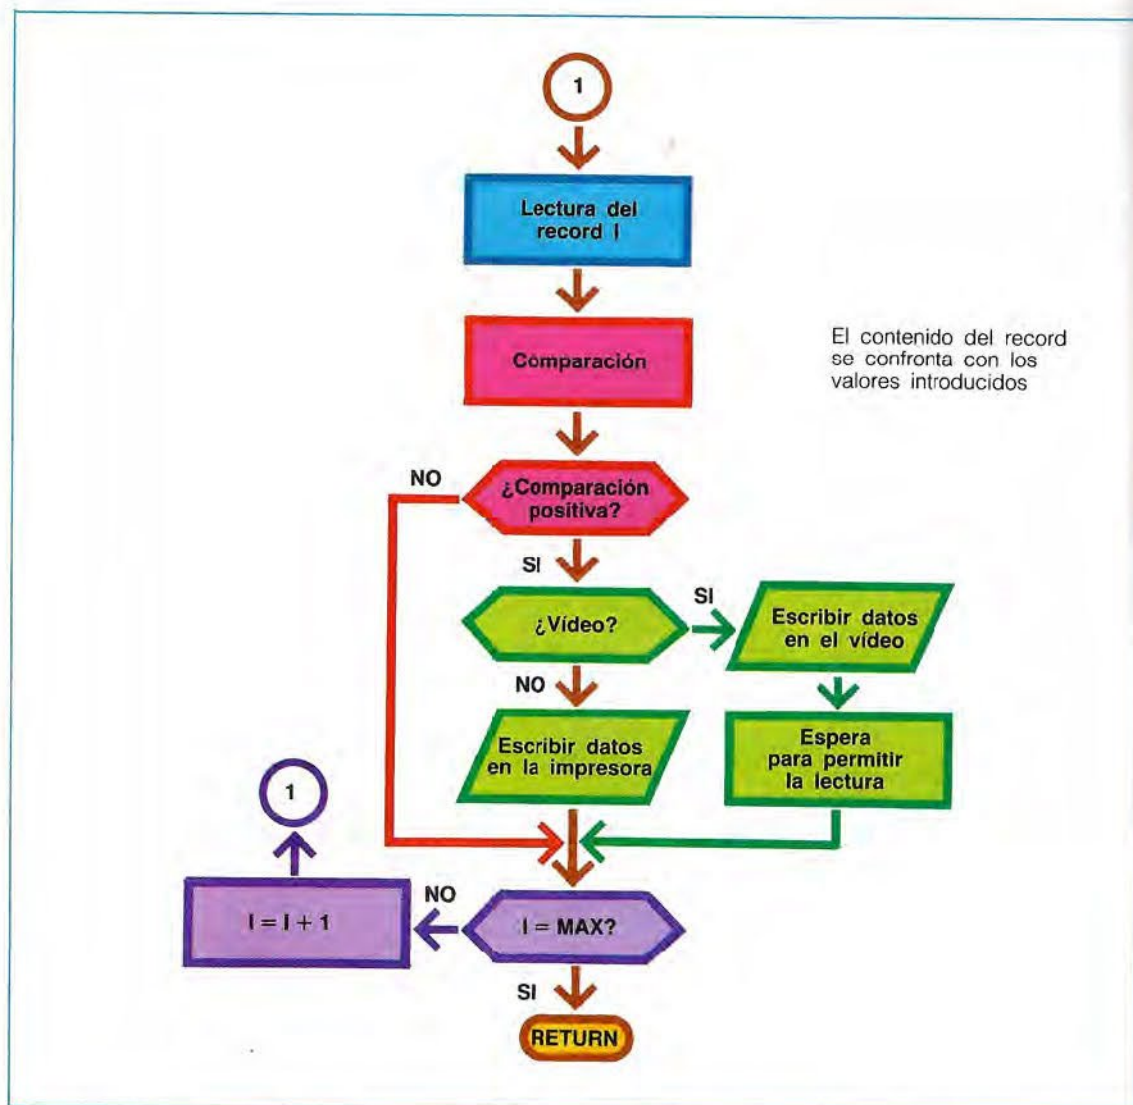 1
Lectura del
record I
Comparación
El contenido del record
se confronta con los
valores introducidos
NO
¿Comparación
positiva?
SI
¿Vídeo?
SI
Escribir datos
en el vídeo
NO
Escribir datos
en la impresora
Espera
para permitir
la lectura
1
I = I + 1
NO
I = MAX?
SI
RETURN